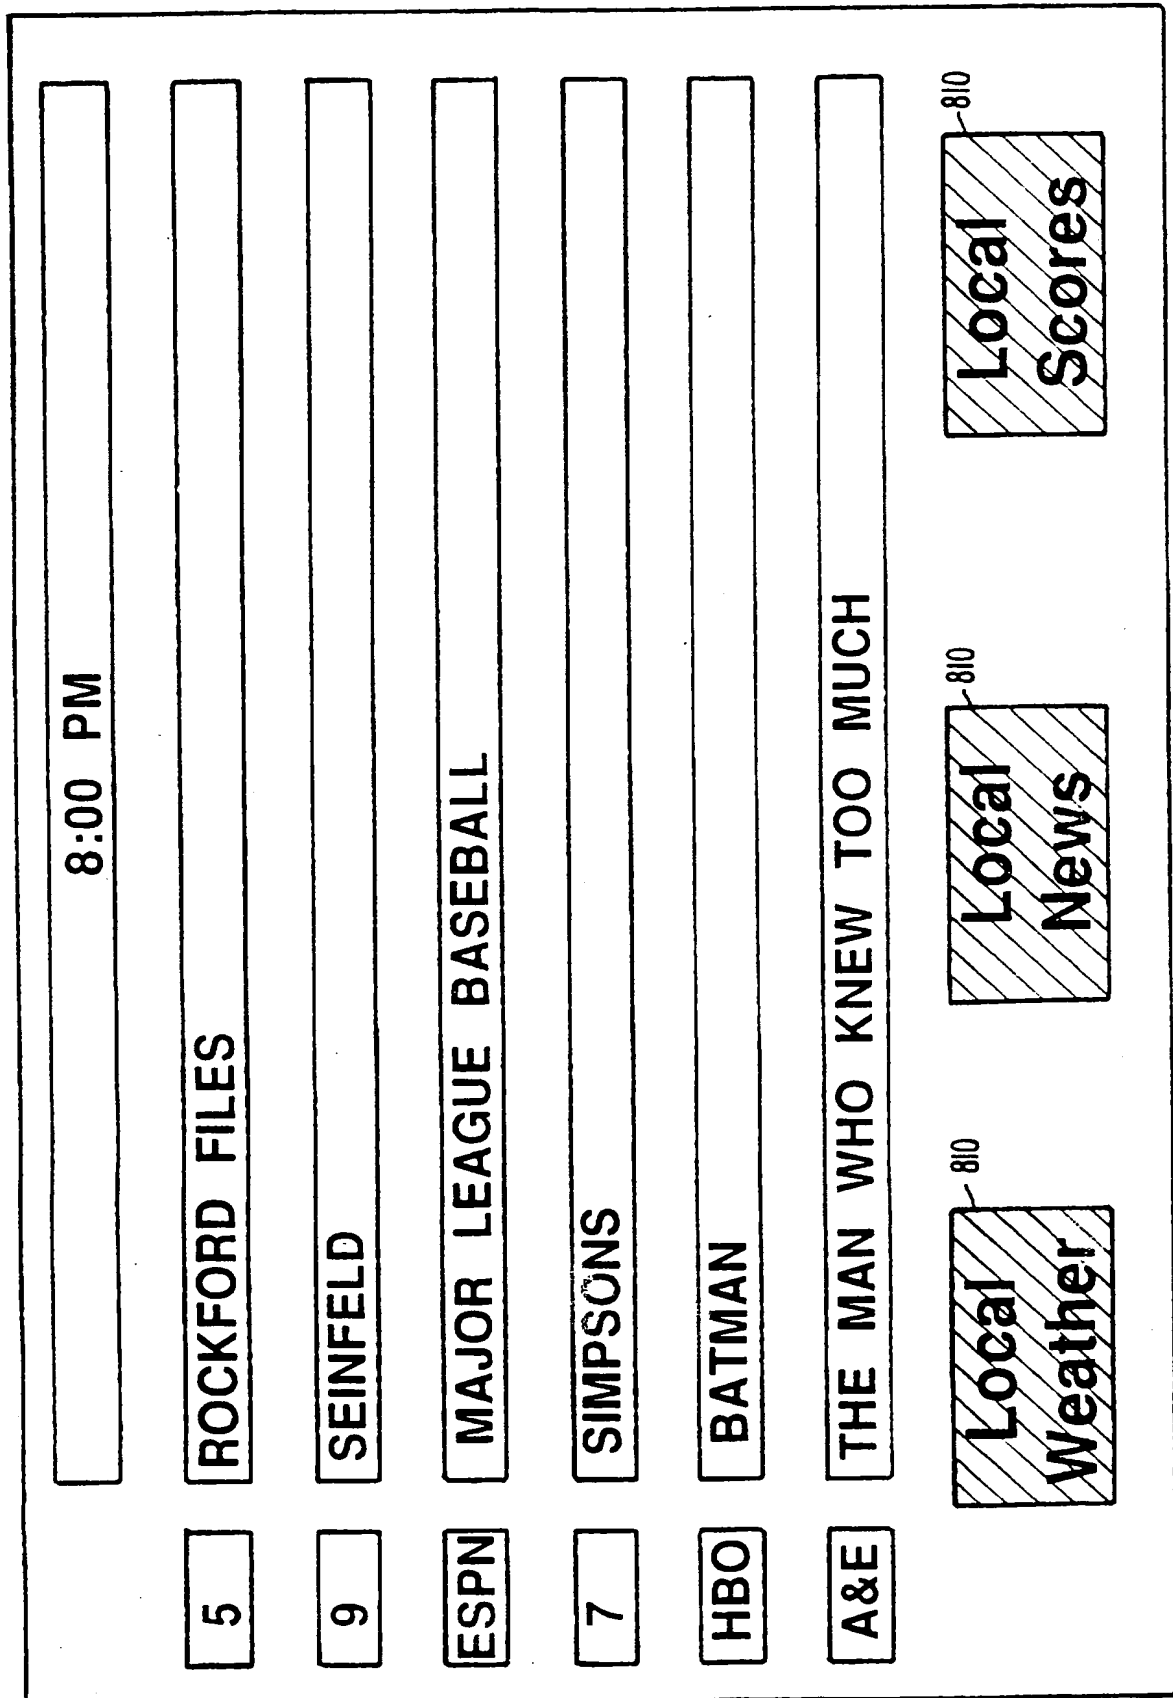 8:00 PM
5 ROCKFORD FILES
9 SEINFELD
ESPN MAJOR LEAGUE BASEBALL
7 SIMPSONS
HBO BATMAN
A&E THE MAN WHO KNEW TOO MUCH
810 810 810
Local Local Local
Weather News Scores